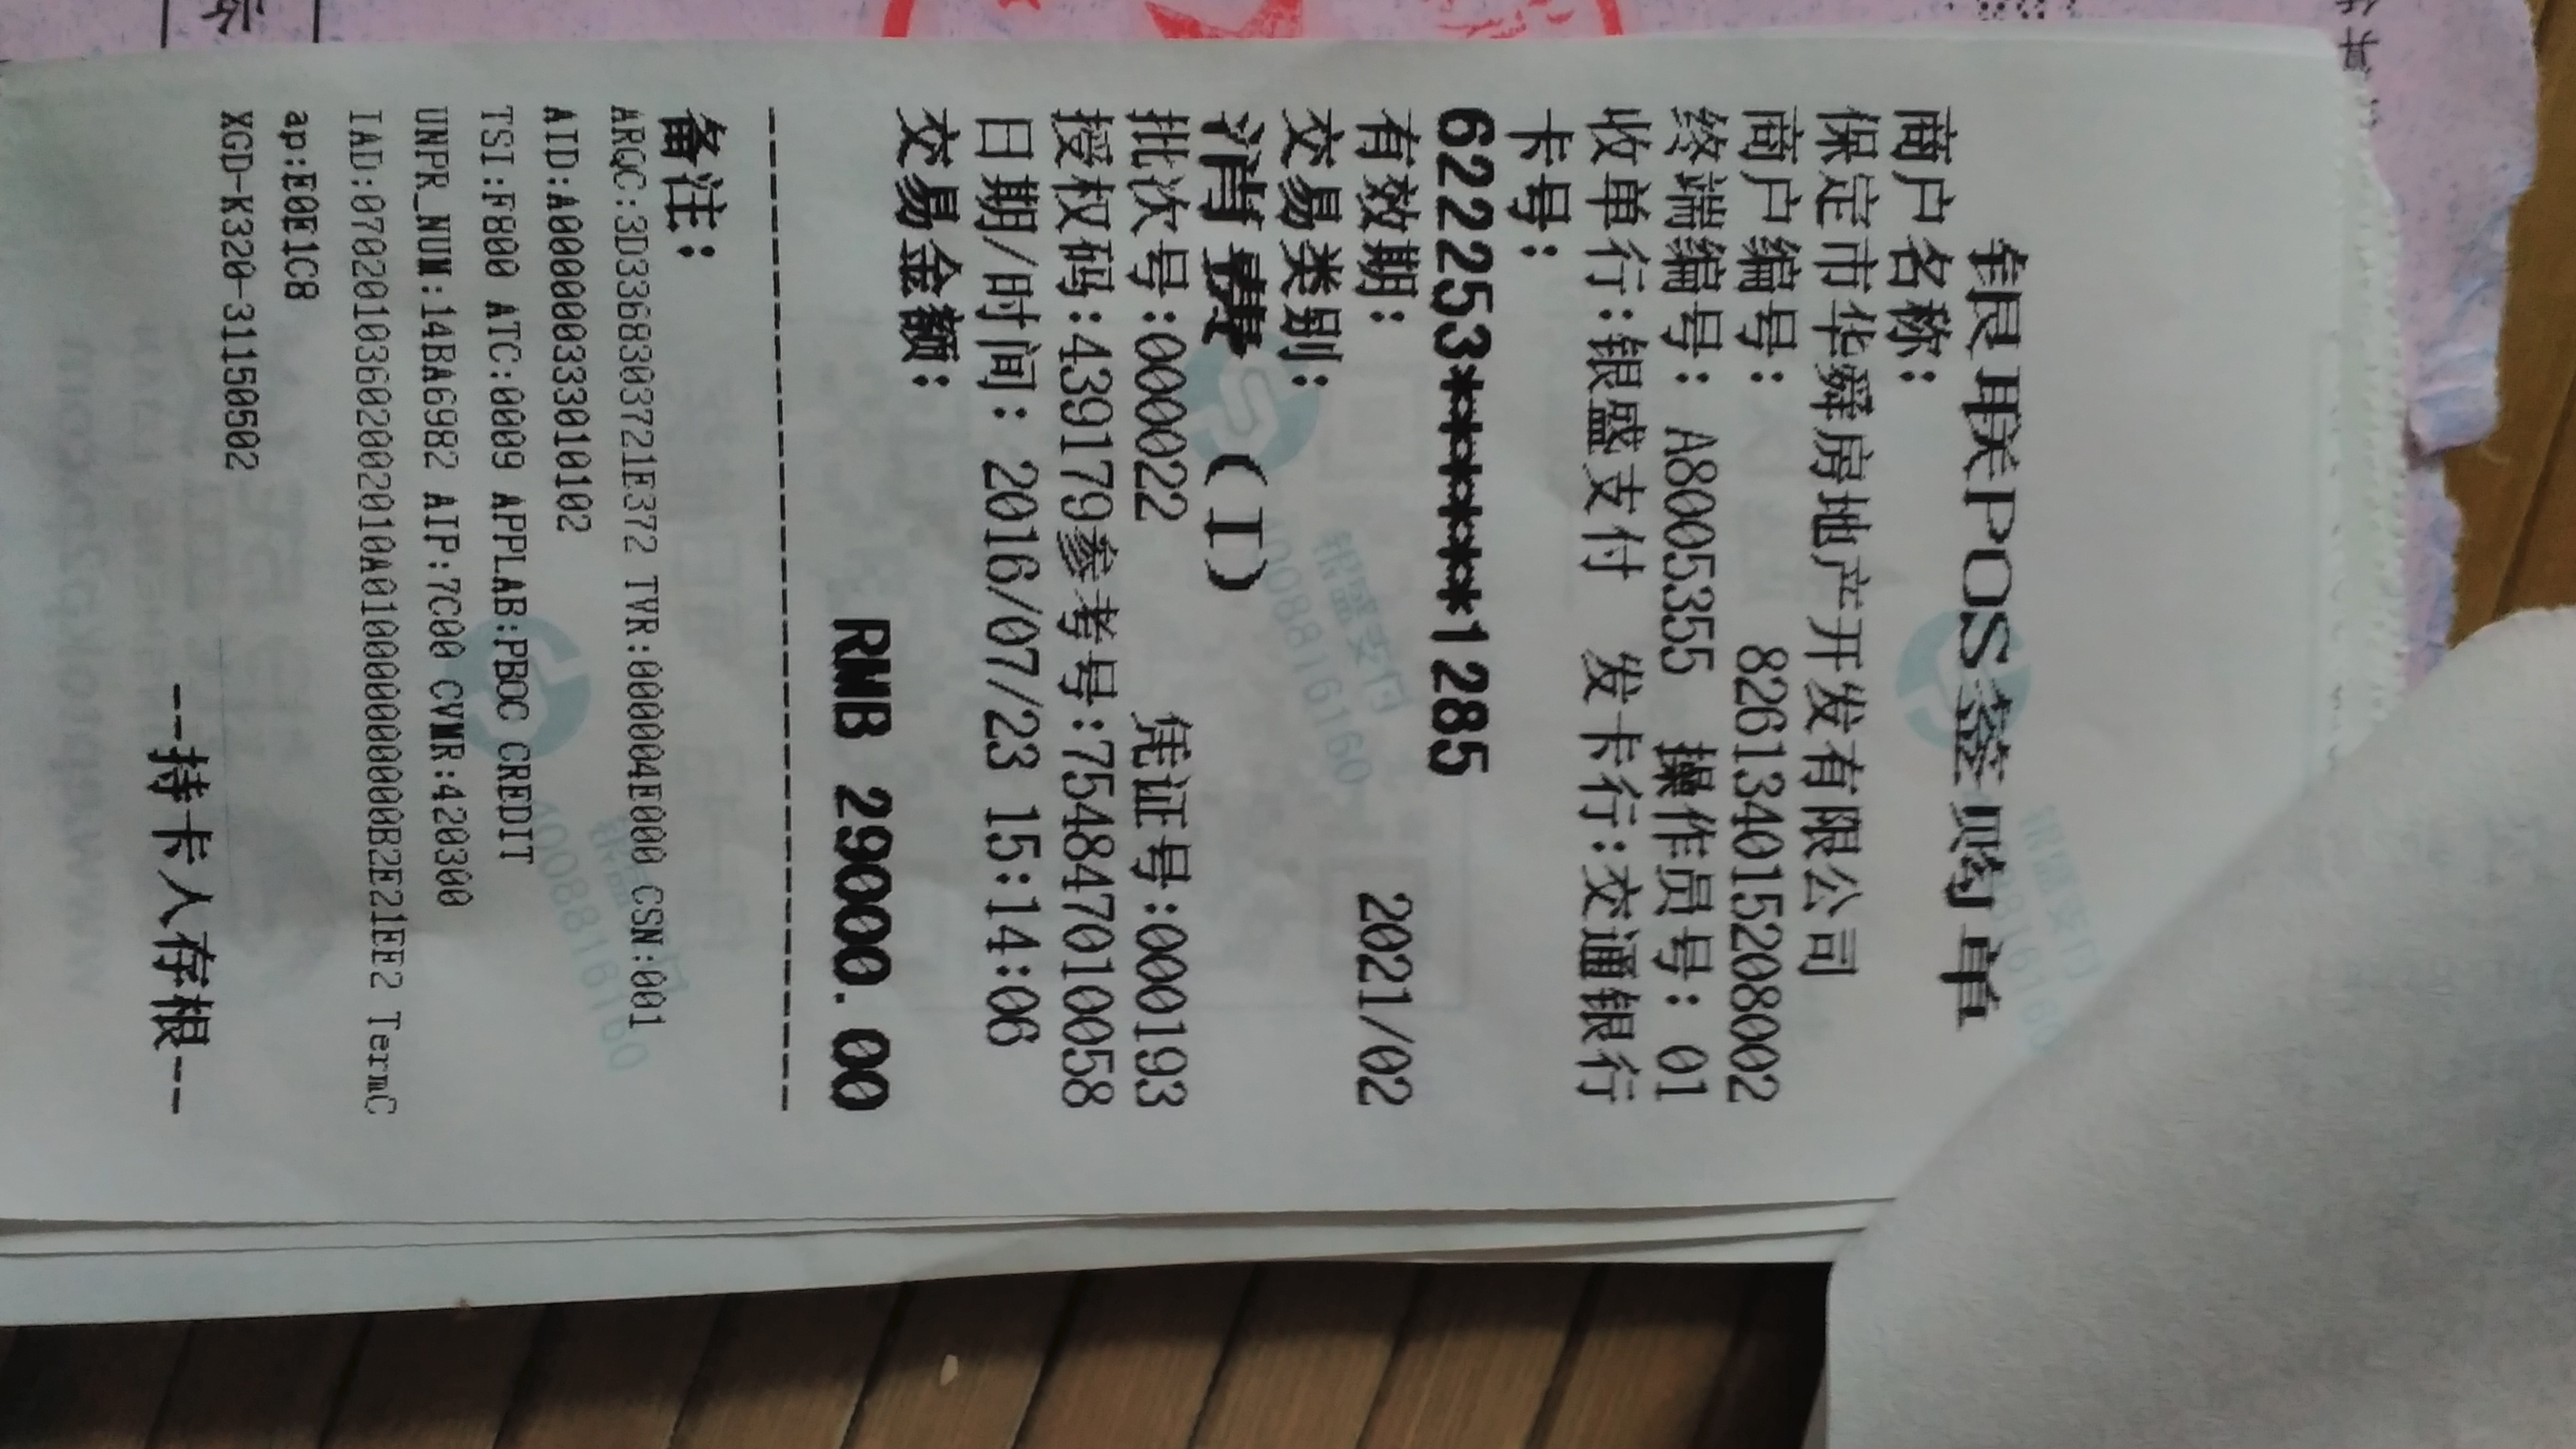 银联POS签购单
商户名称:
保定市华舜房地产开发有限公司
商户编号: 826134015208002
终端编号: A8005355 操作员号: 01
收单行:银盛支付 发卡行:交通银行
卡号:
622253******1285
有效期: 2021/02
交易类别:
消费 (I)
批次号:000022 凭证号:000193
授权码:439179参考号:754847010058
日期/时间: 2016/07/23 15:14:06
交易金额:
RMB 29000.00
备注:
ARQC:3D3368303721E372 TVR:000004E000 CSN:001
AID:A000000333010102
TSI:F800 ATC:0009 APPLAB:PBOC CREDIT
UNPR_NUM:14BA6982 AIP:7C00 CVMR:420300
IAD:07020103602002010A01000000000000B2E21EE2 TermC
ap:E0E1C8
XGD-K320-31150502
--持卡人存根--
银盛支付
4008816160